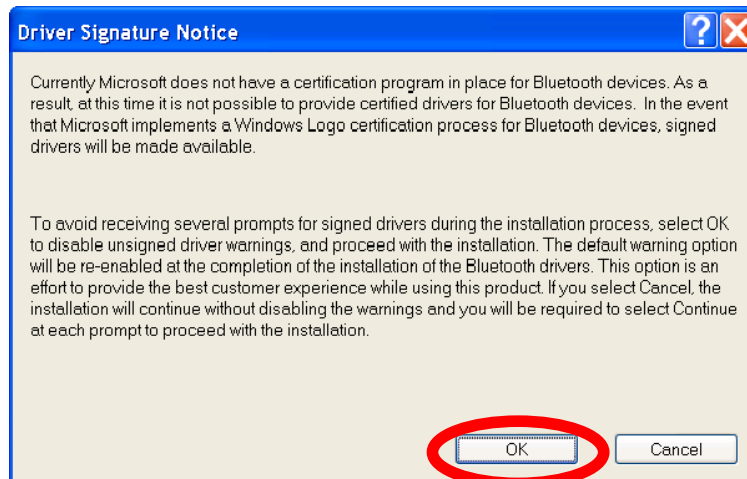 Driver Signature Notice
Currently Microsoft does not have a certification program in place for Bluetooth devices. As a
result, at this time it is not possible to provide certified drivers for Bluetooth devices.  In the event
that Microsoft implements a Windows Logo certification process for Bluetooth devices, signed
drivers will be made available.
To avoid receiving several prompts for signed drivers during the installation process, select OK
to disable unsigned driver warnings, and proceed with the installation. The default warning option
will be re-enabled at the completion of the installation of the Bluetooth drivers. This option is an
effort to provide the best customer experience while using this product. If you select Cancel, the
installation will continue without disabling the warnings and you will be required to select Continue
at each prompt to proceed with the installation.
OK Cancel